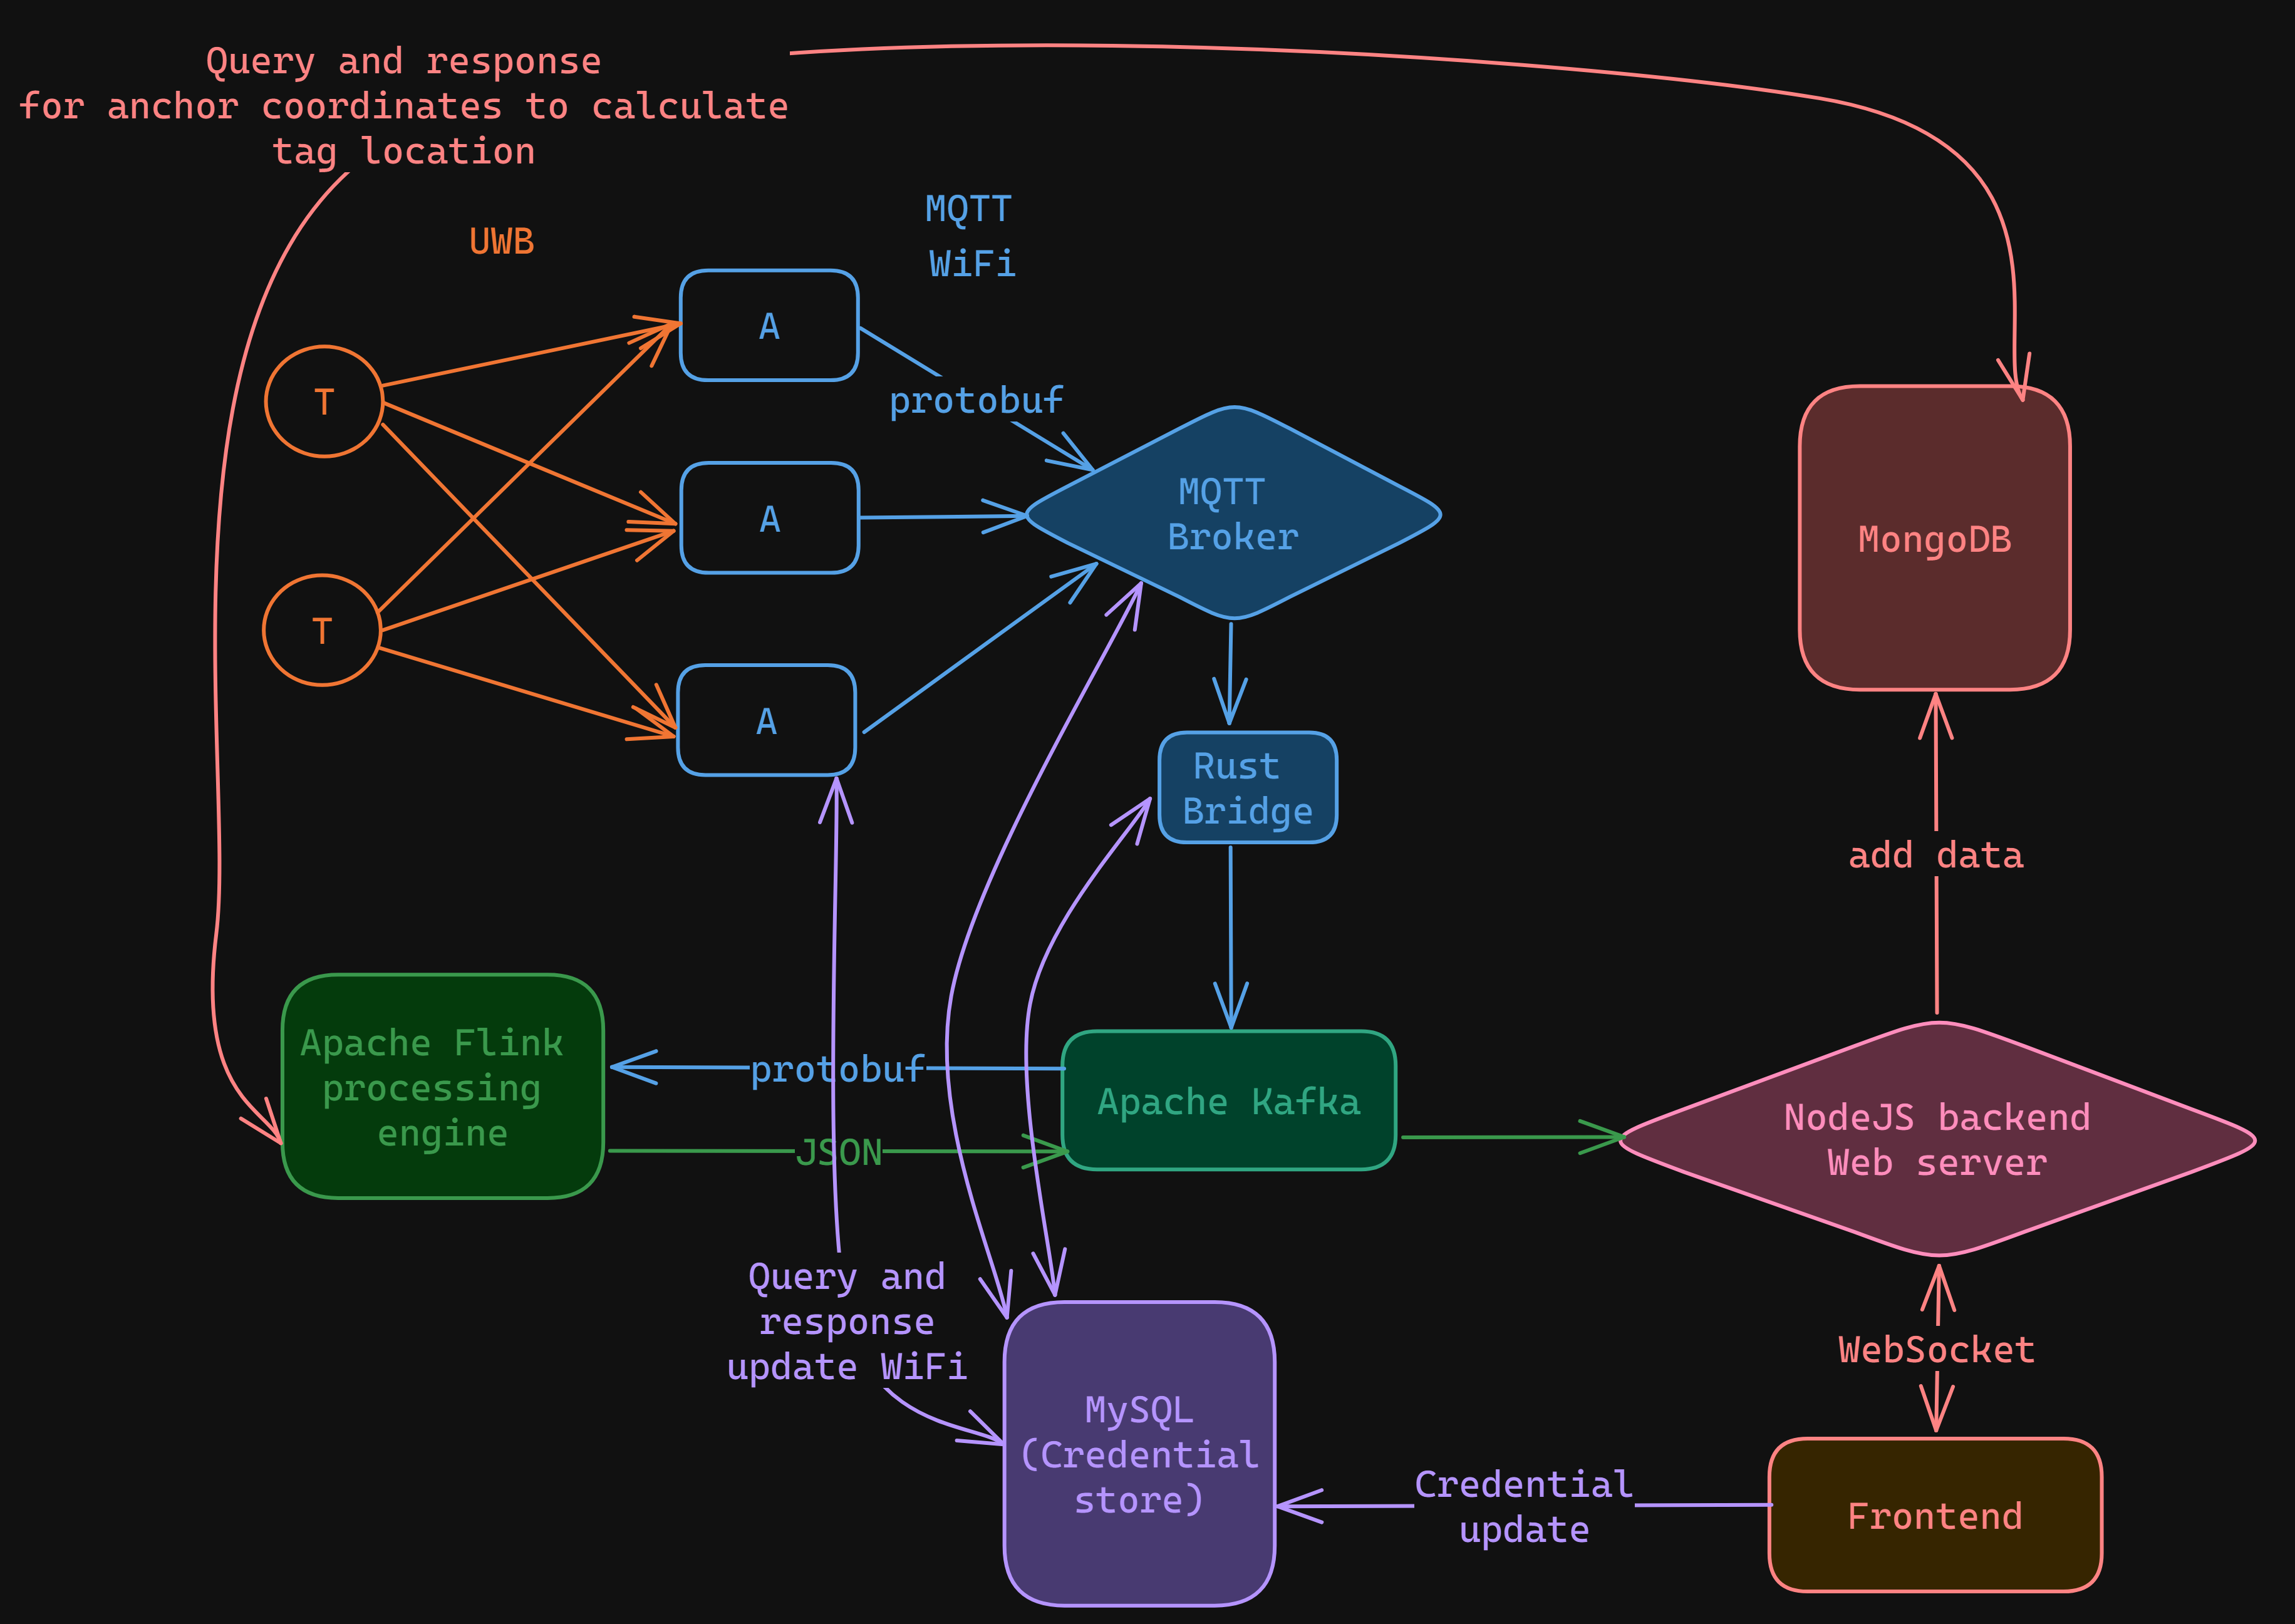 Query and response
for anchor coordinates to calculate
tag location
UWB
MQTT
WiFi
A
T
protobuf
A
MQTT
Broker
MongoDB
T
A
Rust
Bridge
add data
Apache Flink
processing
engine
protobuf
JSON
Apache Kafka
NodeJS backend
Web server
Query and
response
update WiFi
WebSocket
MySQL
(Credential
store)
Credential
update
Frontend